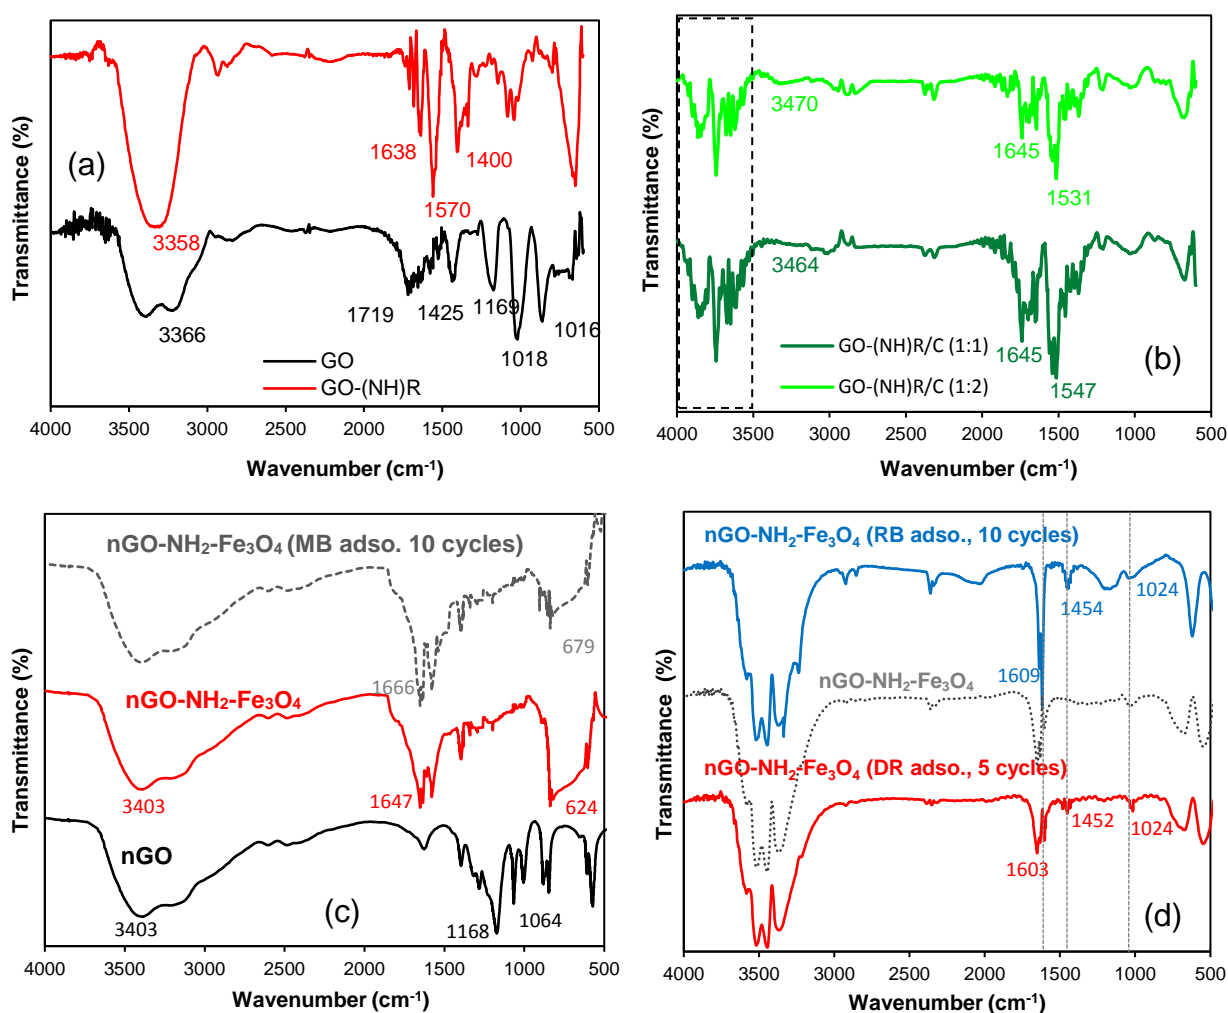 (a)
Transmittance (%)
1638
1400
1570
3358
3366
1719
1425
1169
1016
1018
GO
GO-(NH)R
4000 3500 3000 2500 2000 1500 1000 500
Wavenumber (cm-1)
Transmittance (%)
3470
1645
1531
3464
1645
1547
GO-(NH)R/C (1:1)
GO-(NH)R/C (1:2)
(b)
4000 3500 3000 2500 2000 1500 1000 500
Wavenumber (cm-1)
Transmittance (%)
nGO-NH2-Fe3O4 (MB adso. 10 cycles)
679
1666
nGO-NH2-Fe3O4
3403
1647
624
nGO
3403
(c)
1168
1064
4000 3500 3000 2500 2000 1500 1000 500
Wavenumber (cm-1)
Transmittance (%)
nGO-NH2-Fe3O4 (RB adso., 10 cycles)
1454
1024
1609
nGO-NH2-Fe3O4
nGO-NH2-Fe3O4 (DR adso., 5 cycles)
1452
1024
1603
(d)
4000 3500 3000 2500 2000 1500 1000 500
Wavenumber (cm-1)